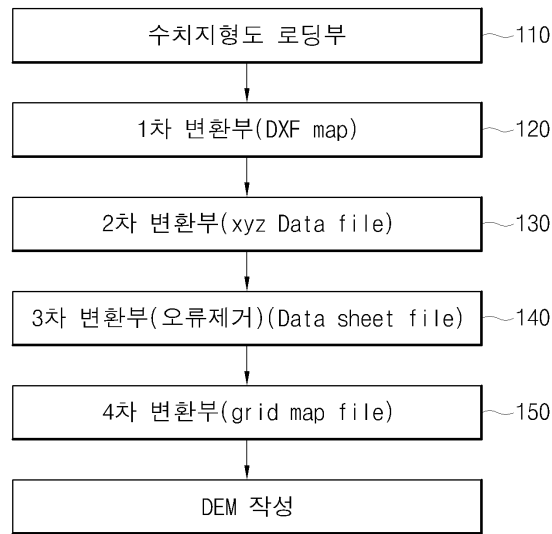 수치지형도 로딩부
110
1차 변환부(DXF map)
120
2차 변환부(xyz Data file)
130
3차 변환부(오류제거)(Data sheet file)
140
4차 변환부(grid map file)
150
DEM 작성